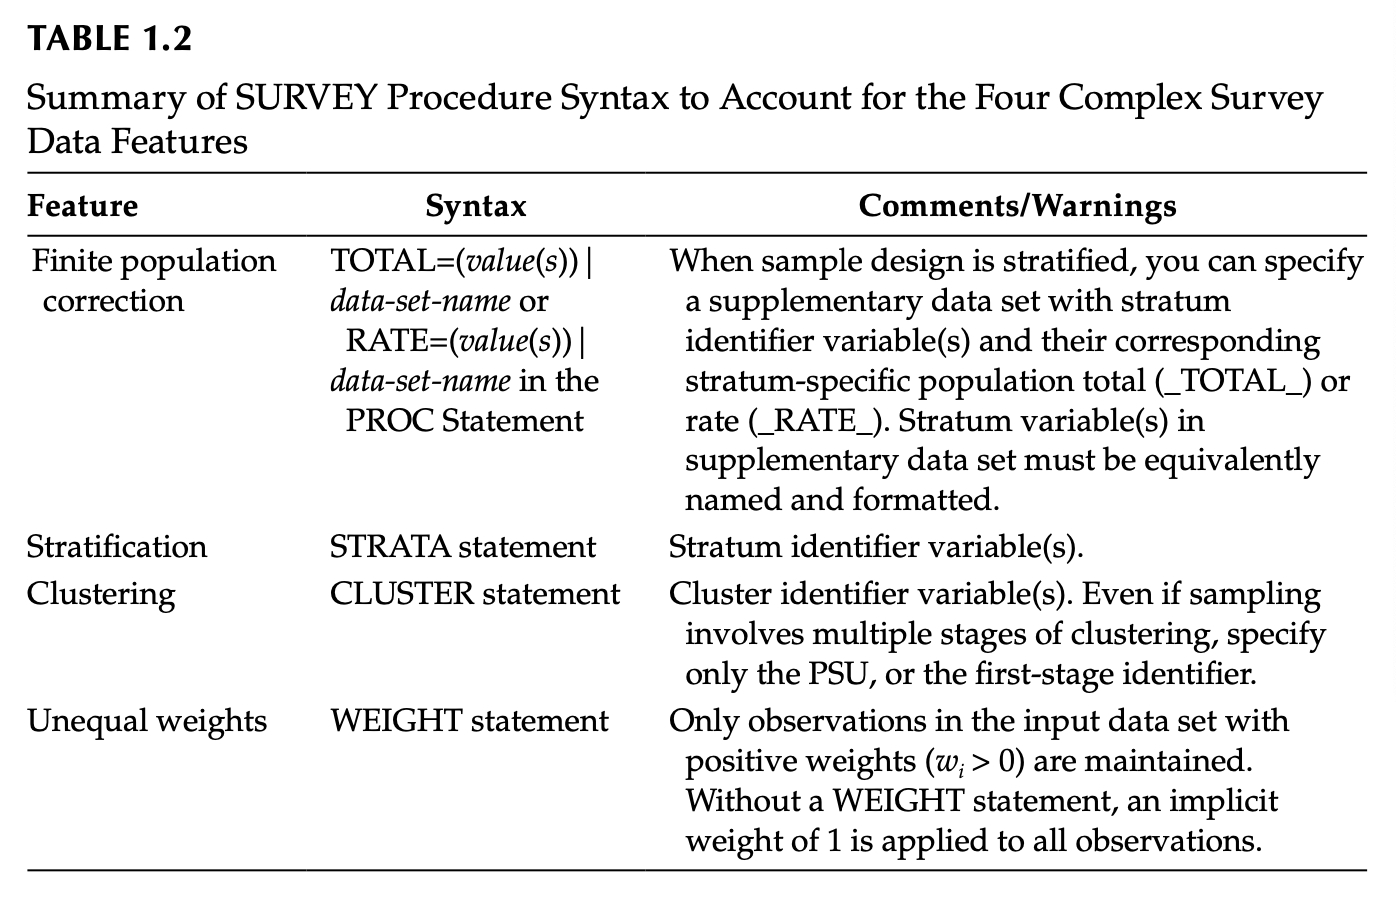 TABLE 1.2
Summary of SURVEY Procedure Syntax to Account for the Four Complex Survey
Data Features
Feature Syntax Comments/Warnings
Finite population
correction
TOTAL=(value(s))|
data-set-name or
RATE=(value(s))|
data-set-name in the
PROC Statement
When sample design is stratified, you can specify
a supplementary data set with stratum
identifier variable(s) and their corresponding
stratum-specific population total (_TOTAL_) or
rate (_RATE_). Stratum variable(s) in
supplementary data set must be equivalently
named and formatted.
Stratification
STRATA statement
Stratum identifier variable(s).
Clustering
CLUSTER statement
Cluster identifier variable(s). Even if sampling
involves multiple stages of clustering, specify
only the PSU, or the first-stage identifier.
Unequal weights
WEIGHT statement
Only observations in the input data set with
positive weights (wᵢ > 0) are maintained.
Without a WEIGHT statement, an implicit
weight of 1 is applied to all observations.